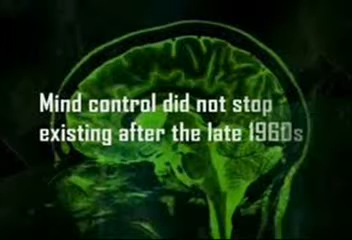 Mind control did not stop
existing after the late 1960s